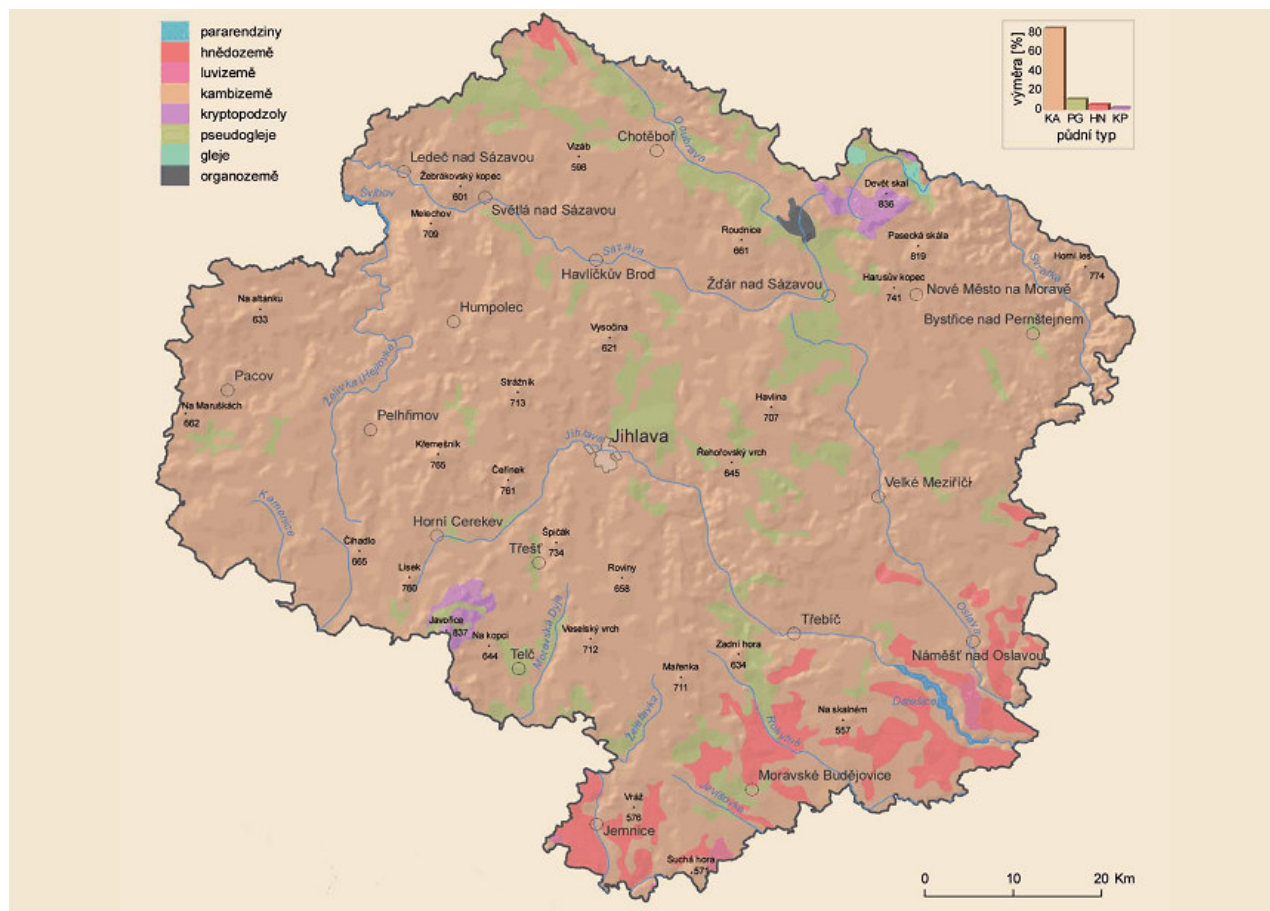 pararendziny
hnědozemě
luvizemě
kambizemě
kryptopodzoly
pseudogleje
gleje
organozemě
výměra [%]
80
60
40
20
0
KA PG HN KP
půdní typ
Chotěboř
Doubrava
Vizáb
598
Ledeč nad Sázavou
Žebrákovský kopec
601
Švihov
Světlá nad Sázavou
Melechov
709
Devět skal
836
Roudnice
661
Pasecká skála
819
Horní les
774
Svratka
Sázava
Havlíčkův Brod
Žďár nad Sázavou
Harusův kopec
741
Nové Město na Moravě
Na altánku
633
Humpolec
Bystřice nad Pernštejnem
Vysočina
621
Želivka (Hejlovka)
Pacov
Strážník
713
Na Maruškách
662
Havlina
707
Pelhřimov
Jihlava
Jihlava
Křemešník
765
Řehořovský vrch
645
Čeřínek
761
Velké Meziříčí
Kamenice
Horní Cerekev
Čihadlo
665
Špičák
734
Třešť
Lísek
760
Roviny
658
Javořice
837
Na kopci
644
Telč
Moravská Dyje
Veselský vrch
712
Třebíč
Oslava
Zadní hora
634
Náměšť nad Oslavou
Mařenka
711
Dalešice
Na skalném
557
Želetavka
Rokytná
Moravské Budějovice
Jevišovka
Vráž
576
Jemnice
Suchá hora
571
0 10 20 Km